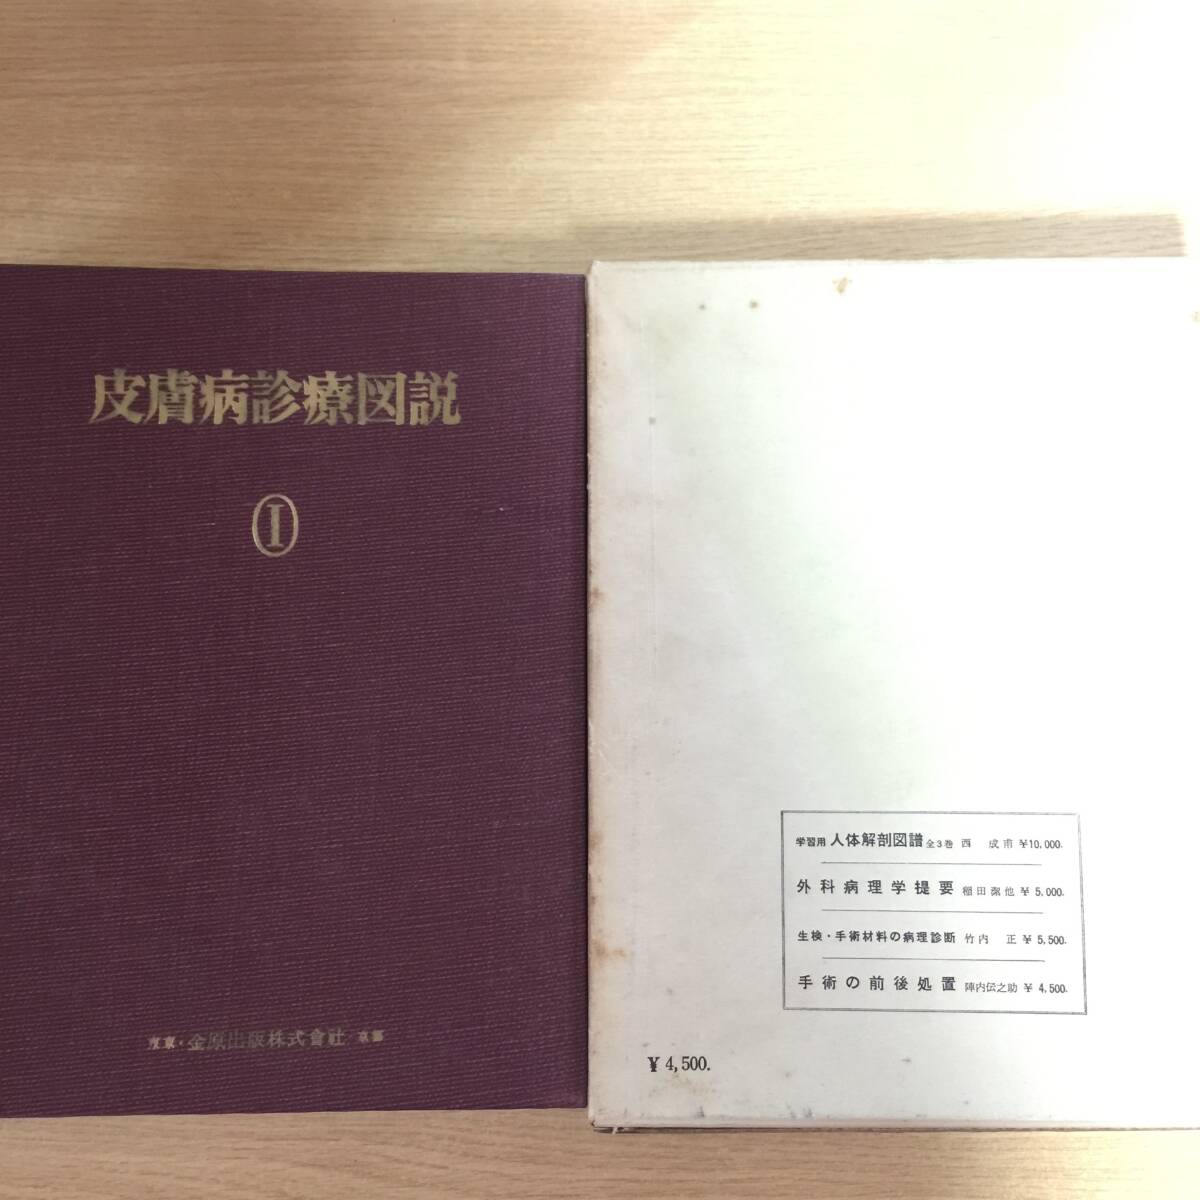 皮膚病診療図説
I
東京・金原出版株式會社 京都
学習用 人体解剖図譜 全3巻 西 成甫 ¥10,000.
外科病理学提要 稲田潔他 ¥5,000.
生検・手術材料の病理診断 竹内 正 ¥5,500.
手術の前後処置 陣内伝之助 ¥4,500.
¥4,500.